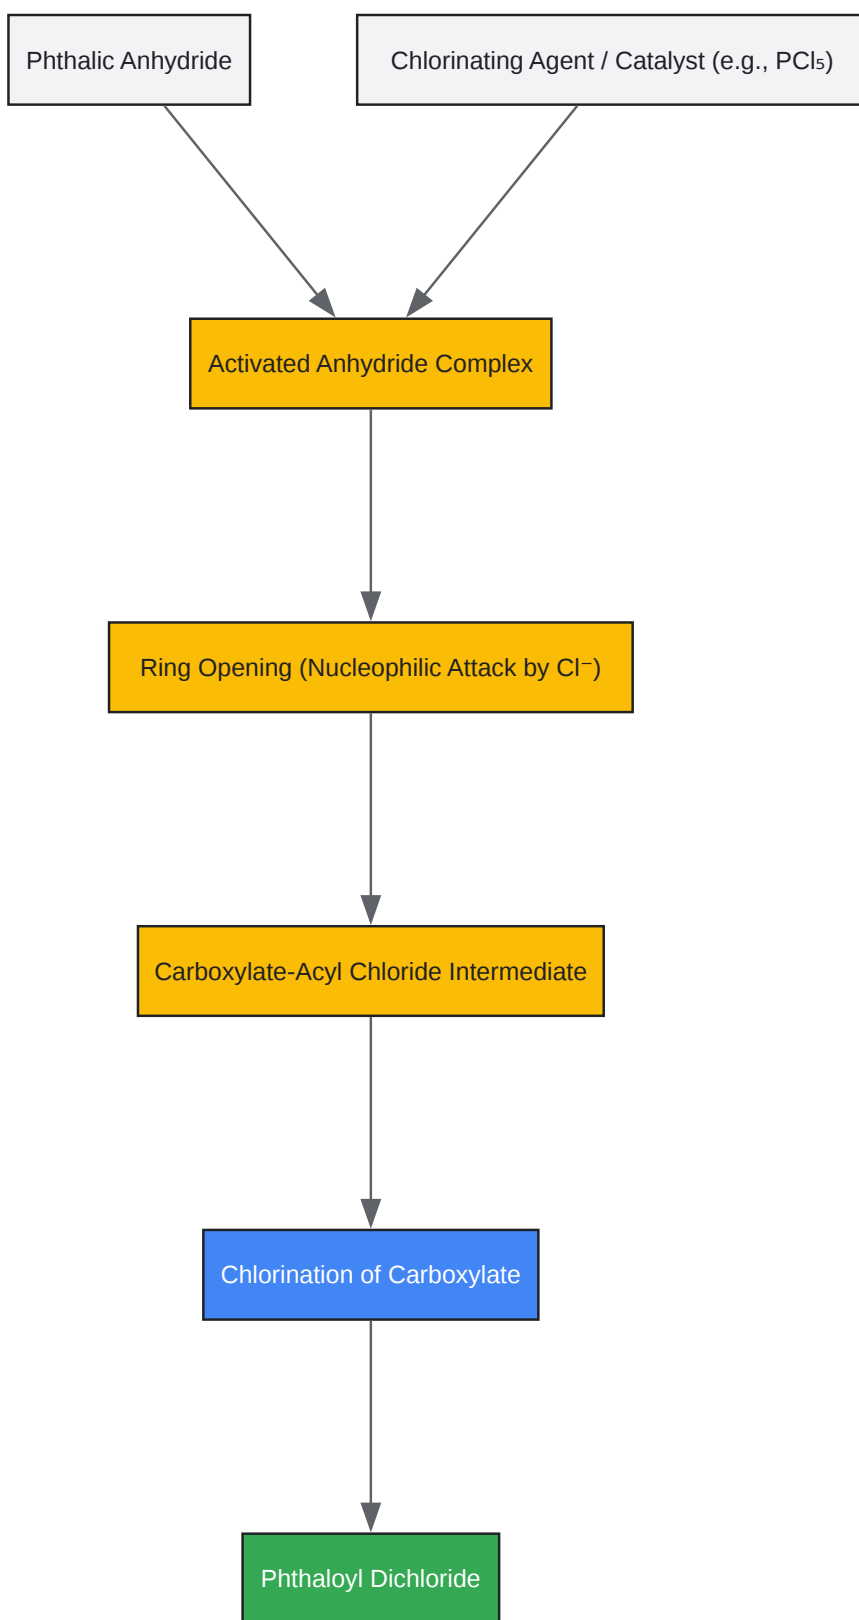 Phthalic Anhydride
Chlorinating Agent / Catalyst (e.g., PCl₅)
Activated Anhydride Complex
Ring Opening (Nucleophilic Attack by Cl⁻)
Carboxylate-Acyl Chloride Intermediate
Chlorination of Carboxylate
Phthaloyl Dichloride